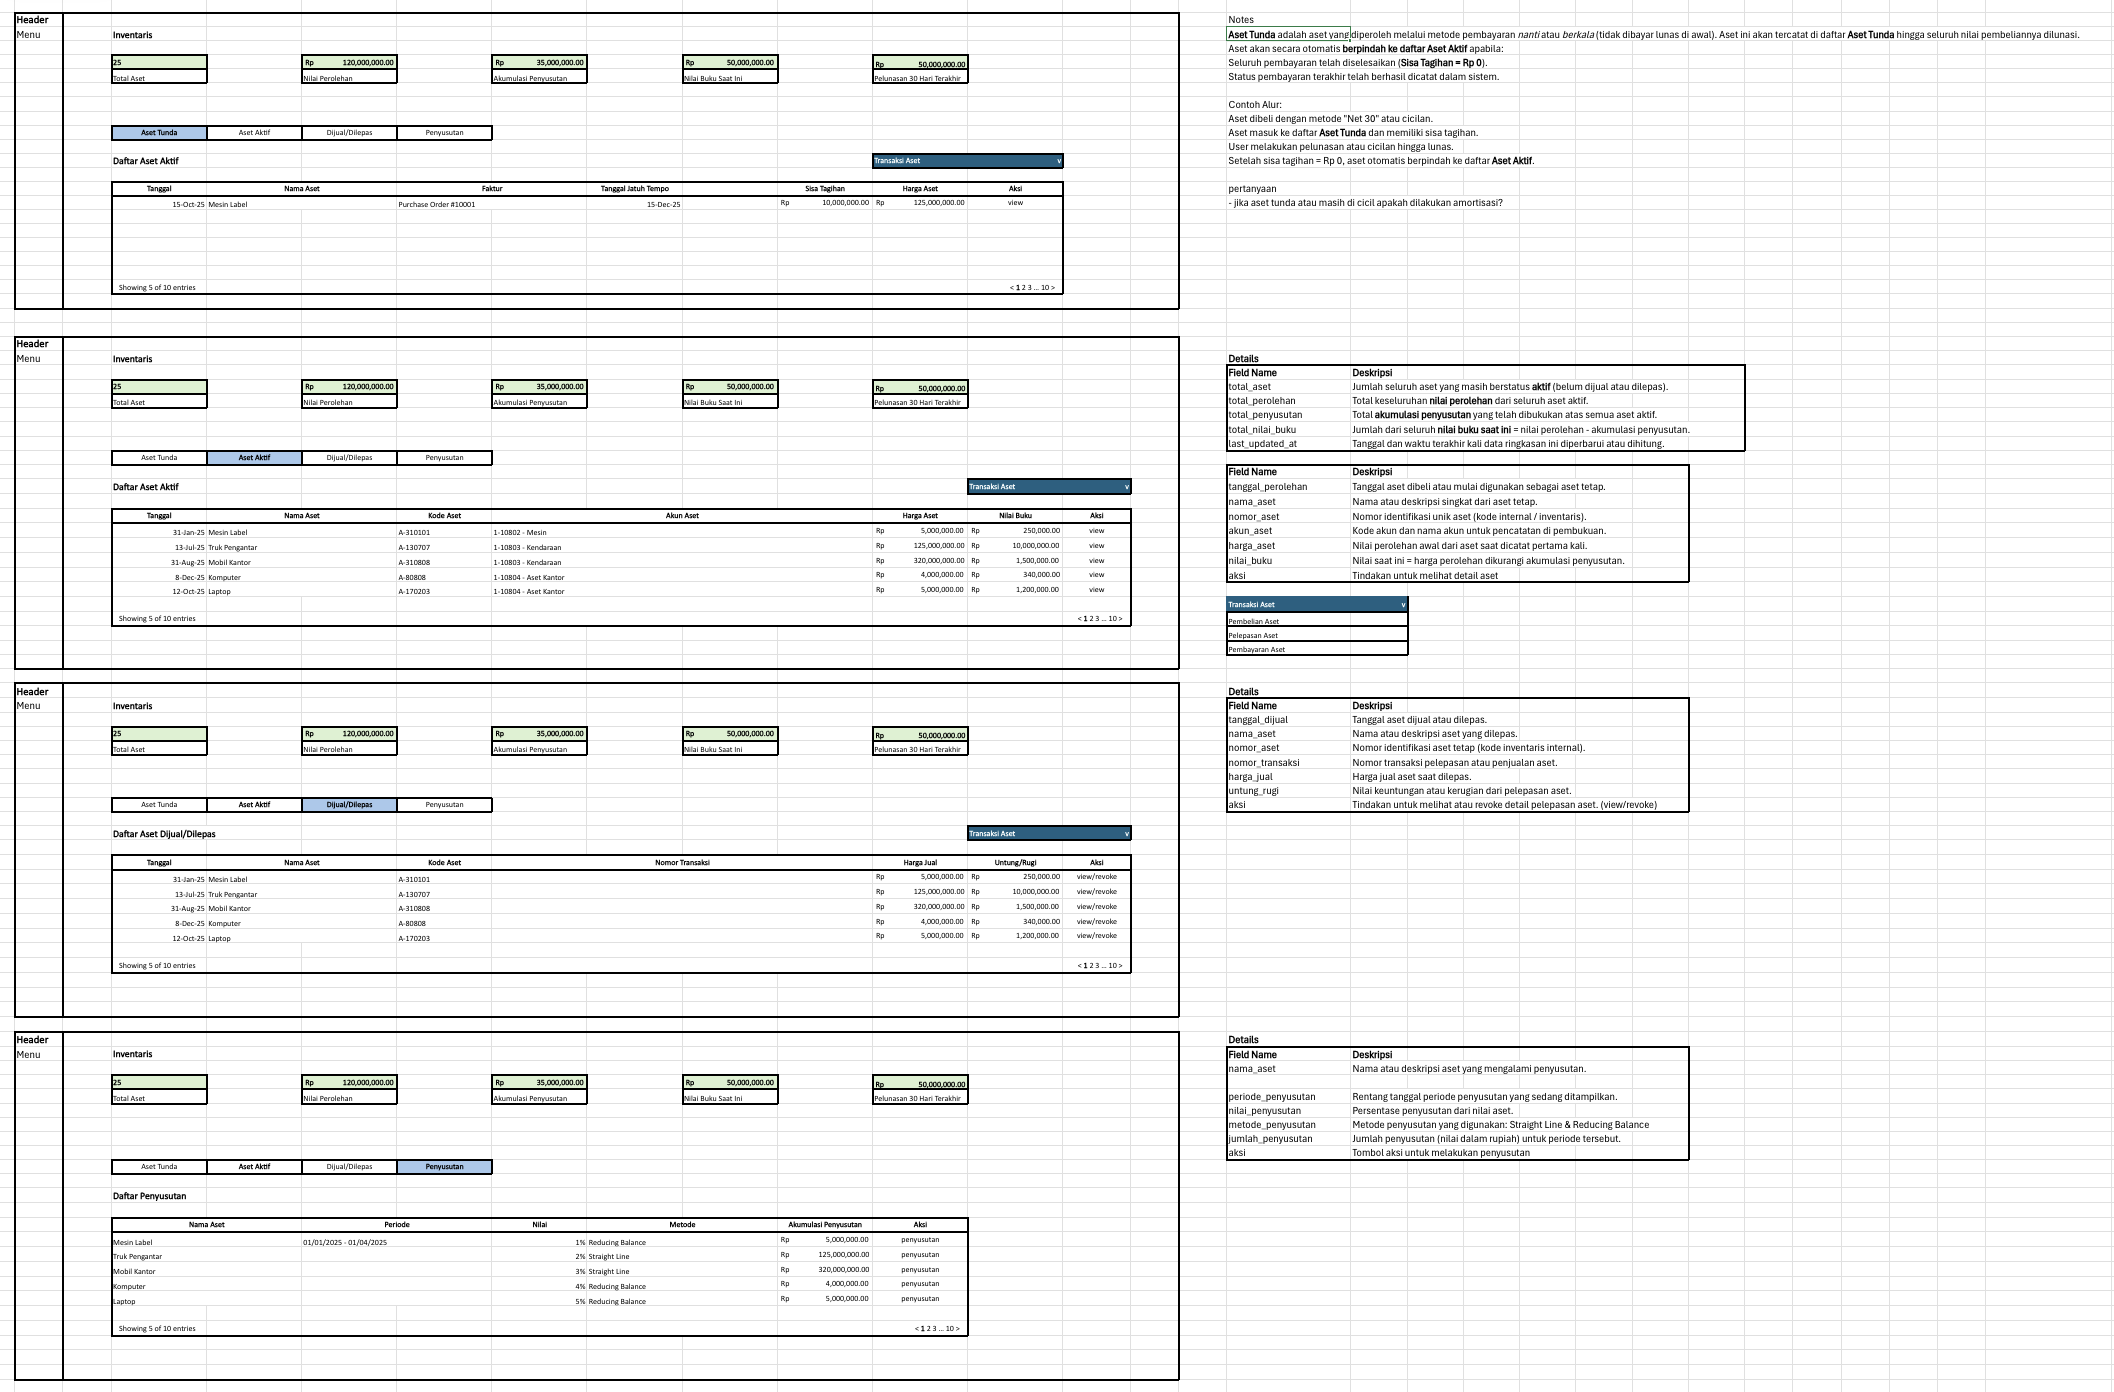 Header
Menu
Inventaris
25 Rp 120,000,000.00 Rp 35,000,000.00 Rp 50,000,000.00 Rp 50,000,000.00
Total Aset Nilai Perolehan Akumulasi Penyusutan Nilai Buku Saat Ini Pelunasan 30 Hari Terakhir
Aset Tunda Aset Aktif Dijual/Dilepas Penyusutan
Daftar Aset Aktif Transaksi Aset v
Tanggal Nama Aset Faktur Tanggal Jatuh Tempo Sisa Tagihan Harga Aset Aksi
15-Oct-25 Mesin Label Purchase Order #10001 15-Dec-25 Rp 10,000,000.00 Rp 125,000,000.00 view
Showing 5 of 10 entries < 1 2 3 ... 10 >
Notes
Aset Tunda adalah aset yang diperoleh melalui metode pembayaran nanti atau berkala (tidak dibayar lunas di awal). Aset ini akan tercatat di daftar Aset Tunda hingga seluruh nilai pembeliannya dilunasi.
Aset akan secara otomatis berpindah ke daftar Aset Aktif apabila:
Seluruh pembayaran telah diselesaikan (Sisa Tagihan = Rp 0).
Status pembayaran terakhir telah berhasil dicatat dalam sistem.
Contoh Alur:
Aset dibeli dengan metode "Net 30" atau cicilan.
Aset masuk ke daftar Aset Tunda dan memiliki sisa tagihan.
User melakukan pelunasan atau cicilan hingga lunas.
Setelah sisa tagihan = Rp 0, aset otomatis berpindah ke daftar Aset Aktif.
pertanyaan
- jika aset tunda atau masih di cicil apakah dilakukan amortisasi?
Header
Menu
Inventaris
25 Rp 120,000,000.00 Rp 35,000,000.00 Rp 50,000,000.00 Rp 50,000,000.00
Total Aset Nilai Perolehan Akumulasi Penyusutan Nilai Buku Saat Ini Pelunasan 30 Hari Terakhir
Aset Tunda Aset Aktif Dijual/Dilepas Penyusutan
Daftar Aset Aktif Transaksi Aset v
Tanggal Nama Aset Kode Aset Akun Aset Harga Aset Nilai Buku Aksi
31-Jan-25 Mesin Label A-310101 1-10802 - Mesin Rp 5,000,000.00 Rp 250,000.00 view
13-Jul-25 Truk Pengantar A-130707 1-10803 - Kendaraan Rp 125,000,000.00 Rp 10,000,000.00 view
31-Aug-25 Mobil Kantor A-310808 1-10803 - Kendaraan Rp 320,000,000.00 Rp 1,500,000.00 view
8-Dec-25 Komputer A-80808 1-10804 - Aset Kantor Rp 4,000,000.00 Rp 340,000.00 view
12-Oct-25 Laptop A-170203 1-10804 - Aset Kantor Rp 5,000,000.00 Rp 1,200,000.00 view
Showing 5 of 10 entries < 1 2 3 ... 10 >
Details
Field Name Deskripsi
total_aset Jumlah seluruh aset yang masih berstatus aktif (belum dijual atau dilepas).
total_perolehan Total keseluruhan nilai perolehan dari seluruh aset aktif.
total_penyusutan Total akumulasi penyusutan yang telah dibukukan atas semua aset aktif.
total_nilai_buku Jumlah dari seluruh nilai buku saat ini = nilai perolehan - akumulasi penyusutan.
last_updated_at Tanggal dan waktu terakhir kali data ringkasan ini diperbarui atau dihitung.
Field Name Deskripsi
tanggal_perolehan Tanggal aset dibeli atau mulai digunakan sebagai aset tetap.
nama_aset Nama atau deskripsi singkat dari aset tetap.
nomor_aset Nomor identifikasi unik aset (kode internal / inventaris).
akun_aset Kode akun dan nama akun untuk pencatatan di pembukuan.
harga_aset Nilai perolehan awal dari aset saat dicatat pertama kali.
nilai_buku Nilai saat ini = harga perolehan dikurangi akumulasi penyusutan.
aksi Tindakan untuk melihat detail aset
Transaksi Aset v
Pembelian Aset
Pelepasan Aset
Pembayaran Aset
Header
Menu
Inventaris
25 Rp 120,000,000.00 Rp 35,000,000.00 Rp 50,000,000.00 Rp 50,000,000.00
Total Aset Nilai Perolehan Akumulasi Penyusutan Nilai Buku Saat Ini Pelunasan 30 Hari Terakhir
Aset Tunda Aset Aktif Dijual/Dilepas Penyusutan
Daftar Aset Dijual/Dilepas Transaksi Aset v
Tanggal Nama Aset Kode Aset Nomor Transaksi Harga Jual Untung/Rugi Aksi
31-Jan-25 Mesin Label A-310101 Rp 5,000,000.00 Rp 250,000.00 view/revoke
13-Jul-25 Truk Pengantar A-130707 Rp 125,000,000.00 Rp 10,000,000.00 view/revoke
31-Aug-25 Mobil Kantor A-310808 Rp 320,000,000.00 Rp 1,500,000.00 view/revoke
8-Dec-25 Komputer A-80808 Rp 4,000,000.00 Rp 340,000.00 view/revoke
12-Oct-25 Laptop A-170203 Rp 5,000,000.00 Rp 1,200,000.00 view/revoke
Showing 5 of 10 entries < 1 2 3 ... 10 >
Details
Field Name Deskripsi
tanggal_dijual Tanggal aset dijual atau dilepas.
nama_aset Nama atau deskripsi aset yang dilepas.
nomor_aset Nomor identifikasi aset tetap (kode inventaris internal).
nomor_transaksi Nomor transaksi pelepasan atau penjualan aset.
harga_jual Harga jual aset saat dilepas.
untung_rugi Nilai keuntungan atau kerugian dari pelepasan aset.
aksi Tindakan untuk melihat atau revoke detail pelepasan aset. (view/revoke)
Header
Menu
Inventaris
25 Rp 120,000,000.00 Rp 35,000,000.00 Rp 50,000,000.00 Rp 50,000,000.00
Total Aset Nilai Perolehan Akumulasi Penyusutan Nilai Buku Saat Ini Pelunasan 30 Hari Terakhir
Aset Tunda Aset Aktif Dijual/Dilepas Penyusutan
Daftar Penyusutan
Nama Aset Periode Nilai Metode Akumulasi Penyusutan Aksi
Mesin Label 01/01/2025 - 01/04/2025 1% Reducing Balance Rp 5,000,000.00 penyusutan
Truk Pengantar 2% Straight Line Rp 125,000,000.00 penyusutan
Mobil Kantor 3% Straight Line Rp 320,000,000.00 penyusutan
Komputer 4% Reducing Balance Rp 4,000,000.00 penyusutan
Laptop 5% Reducing Balance Rp 5,000,000.00 penyusutan
Showing 5 of 10 entries < 1 2 3 ... 10 >
Details
Field Name Deskripsi
nama_aset Nama atau deskripsi aset yang mengalami penyusutan.
periode_penyusutan Rentang tanggal periode penyusutan yang sedang ditampilkan.
nilai_penyusutan Persentase penyusutan dari nilai aset.
metode_penyusutan Metode penyusutan yang digunakan: Straight Line & Reducing Balance
jumlah_penyusutan Jumlah penyusutan (nilai dalam rupiah) untuk periode tersebut.
aksi Tombol aksi untuk melakukan penyusutan